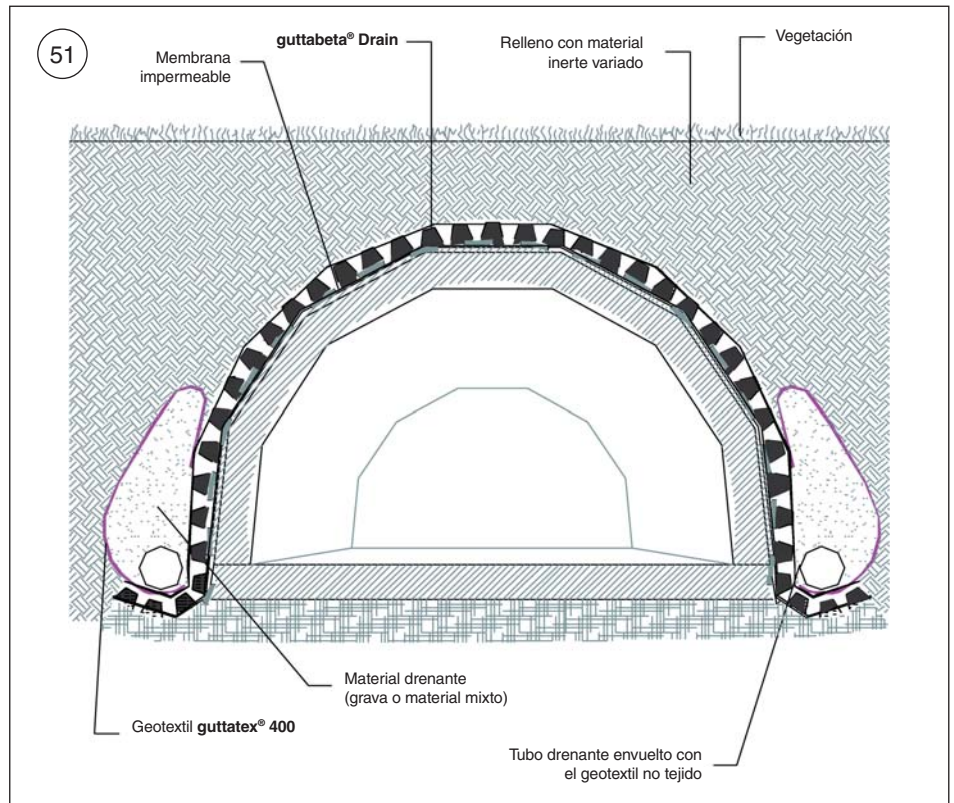 51
guttabeta® Drain
Membrana
impermeable
Relleno con material
inerte variado
Vegetación
Material drenante
(grava o material mixto)
Geotextil guttatex® 400
Tubo drenante envuelto con
el geotextil no tejido